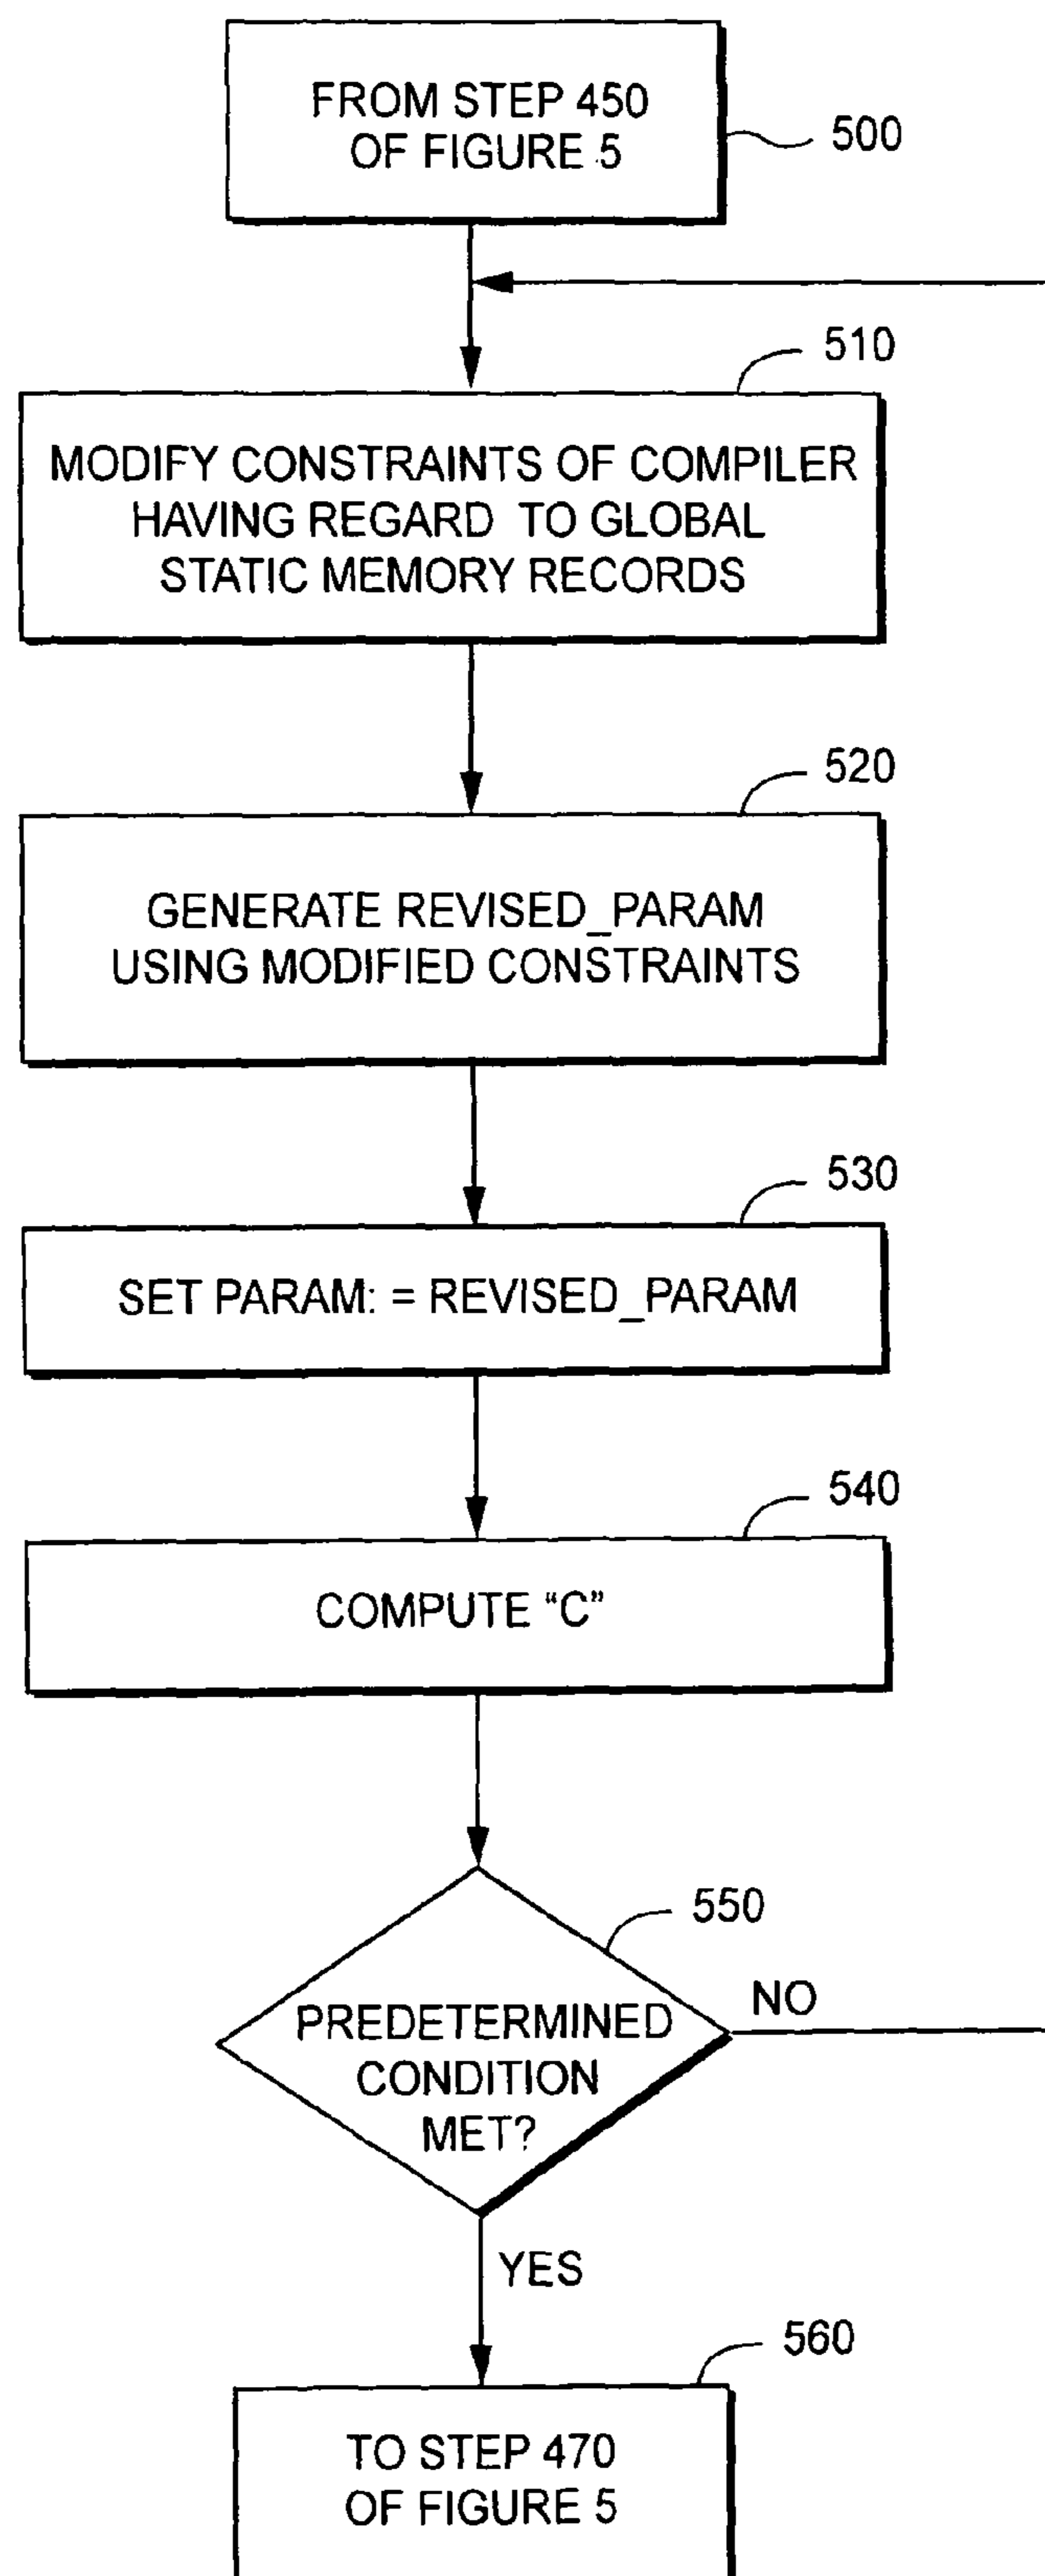 FROM STEP 450
OF FIGURE 5
500
510
MODIFY CONSTRAINTS OF COMPILER
HAVING REGARD TO GLOBAL
STATIC MEMORY RECORDS
520
GENERATE REVISED_PARAM
USING MODIFIED CONSTRAINTS
530
SET PARAM: = REVISED_PARAM
540
COMPUTE “C”
550
NO
PREDETERMINED
CONDITION
MET?
YES
560
TO STEP 470
OF FIGURE 5